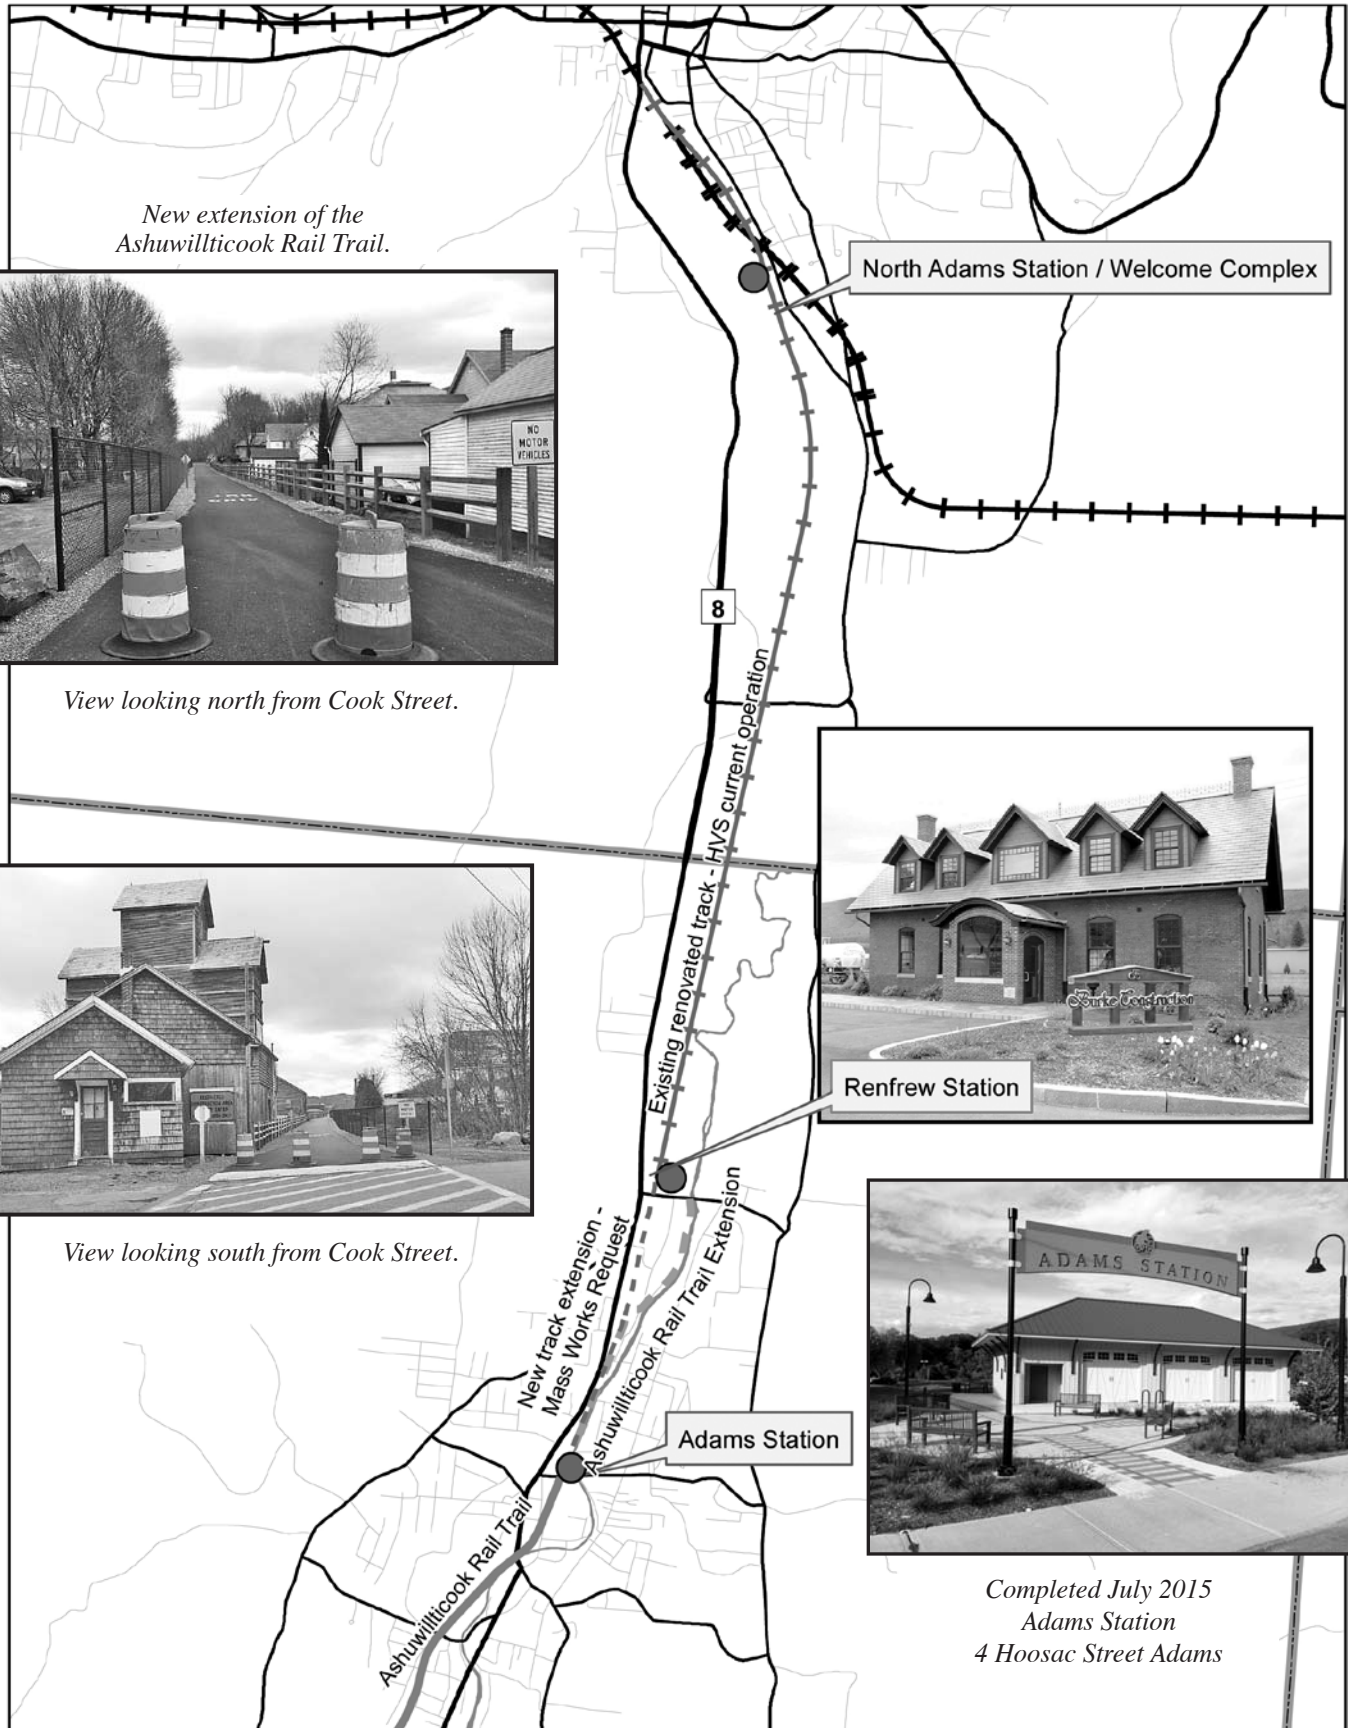 New extension of the
Ashuwillticook Rail Trail.
North Adams Station / Welcome Complex
NO
MOTOR
VEHICLES
8
View looking north from Cook Street.
Existing renovated track - HVS current operation
Burke Construction
Renfrew Station
View looking south from Cook Street.
New track extension -
Mass Works Request
Ashuwillticook Rail Trail Extension
ADAMS STATION
Adams Station
Ashuwillticook Rail Trail
Completed July 2015
Adams Station
4 Hoosac Street Adams